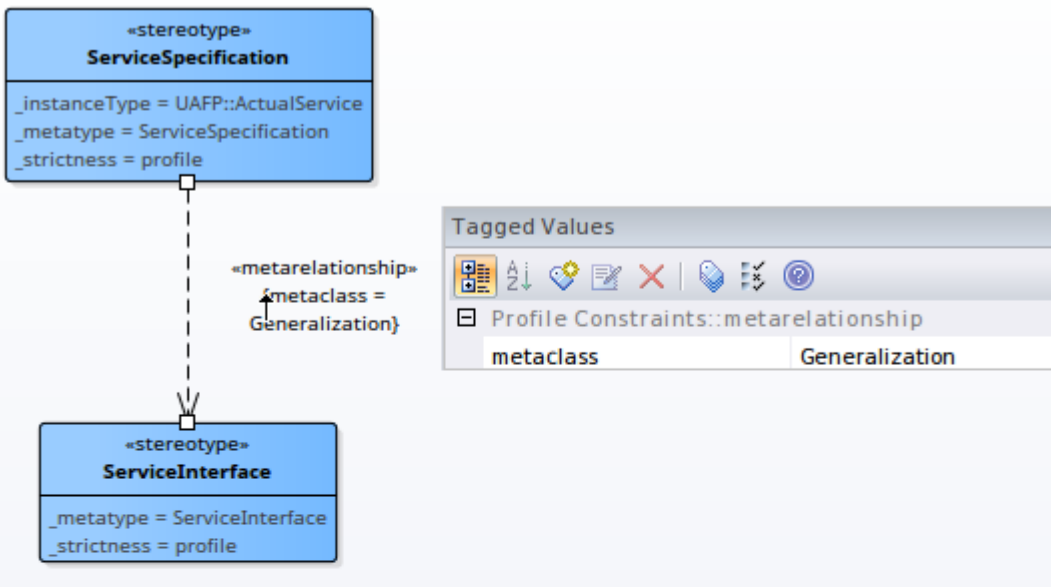 «stereotype»
ServiceSpecification
_instanceType = UAFP::ActualService
_metatype = ServiceSpecification
_strictness = profile
«metarelationship»
{metaclass =
Generalization}
Tagged Values
Profile Constraints::metarelationship
metaclass Generalization
«stereotype»
ServiceInterface
_metatype = ServiceInterface
_strictness = profile